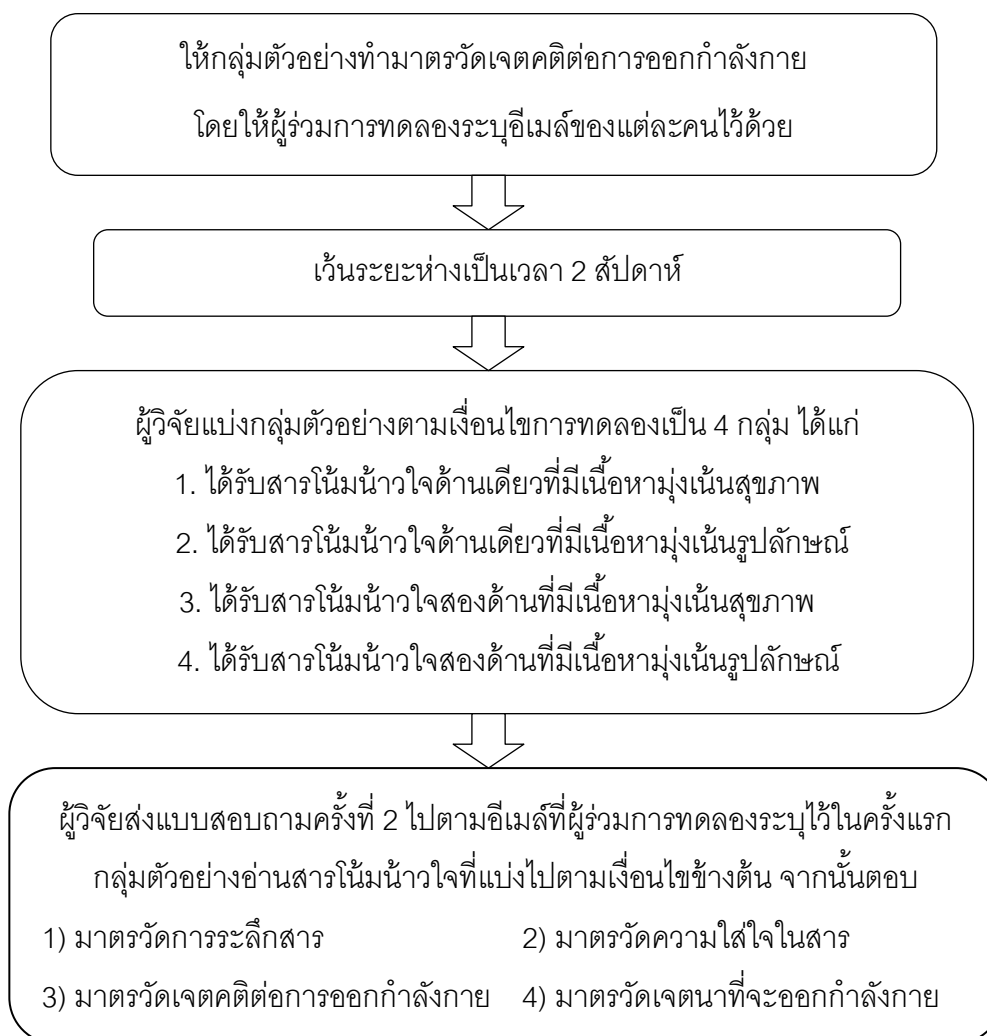 ให้กลุ่มตัวอย่างทำมาตรวัดเจตคติต่อการออกกำลังกาย
โดยให้ผู้ร่วมการทดลองระบุอีเมล์ของแต่ละคนไว้ด้วย
เว้นระยะห่างเป็นเวลา 2 สัปดาห์
ผู้วิจัยแบ่งกลุ่มตัวอย่างตามเงื่อนไขการทดลองเป็น 4 กลุ่ม ได้แก่
1. ได้รับสารโน้มน้าวใจด้านเดียวที่มีเนื้อหามุ่งเน้นสุขภาพ
2. ได้รับสารโน้มน้าวใจด้านเดียวที่มีเนื้อหามุ่งเน้นรูปลักษณ์
3. ได้รับสารโน้มน้าวใจสองด้านที่มีเนื้อหามุ่งเน้นสุขภาพ
4. ได้รับสารโน้มน้าวใจสองด้านที่มีเนื้อหามุ่งเน้นรูปลักษณ์
ผู้วิจัยส่งแบบสอบถามครั้งที่ 2 ไปตามอีเมล์ที่ผู้ร่วมการทดลองระบุไว้ในครั้งแรก
กลุ่มตัวอย่างอ่านสารโน้มน้าวใจที่แบ่งไปตามเงื่อนไขข้างต้น จากนั้นตอบ
1) มาตรวัดการระลึกสาร 2) มาตรวัดความใส่ใจในสาร
3) มาตรวัดเจตคติต่อการออกกำลังกาย 4) มาตรวัดเจตนาที่จะออกกำลังกาย